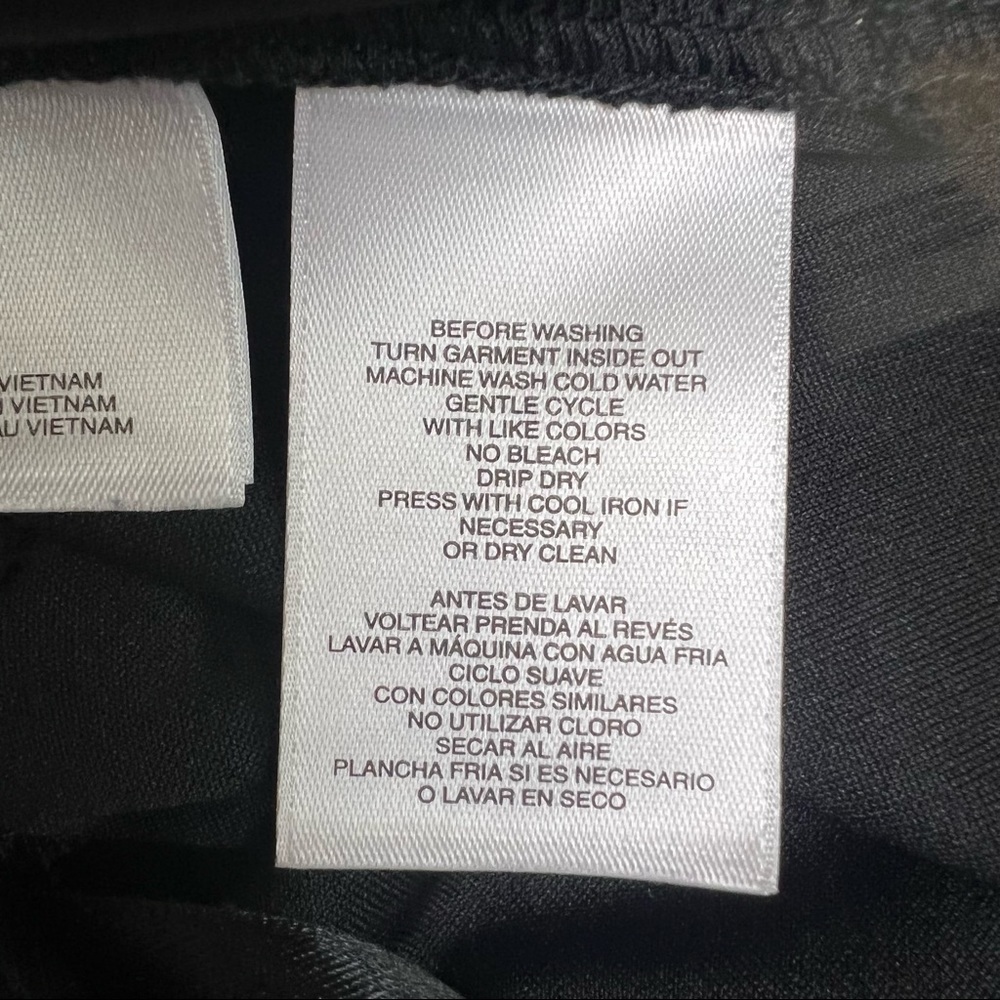 VIETNAM
VIETNAM
AU VIETNAM
BEFORE WASHING
TURN GARMENT INSIDE OUT
MACHINE WASH COLD WATER
GENTLE CYCLE
WITH LIKE COLORS
NO BLEACH
DRIP DRY
PRESS WITH COOL IRON IF
NECESSARY
OR DRY CLEAN
ANTES DE LAVAR
VOLTEAR PRENDA AL REVÉS
LAVAR A MÁQUINA CON AGUA FRIA
CICLO SUAVE
CON COLORES SIMILARES
NO UTILIZAR CLORO
SECAR AL AIRE
PLANCHA FRIA SI ES NECESARIO
O LAVAR EN SECO